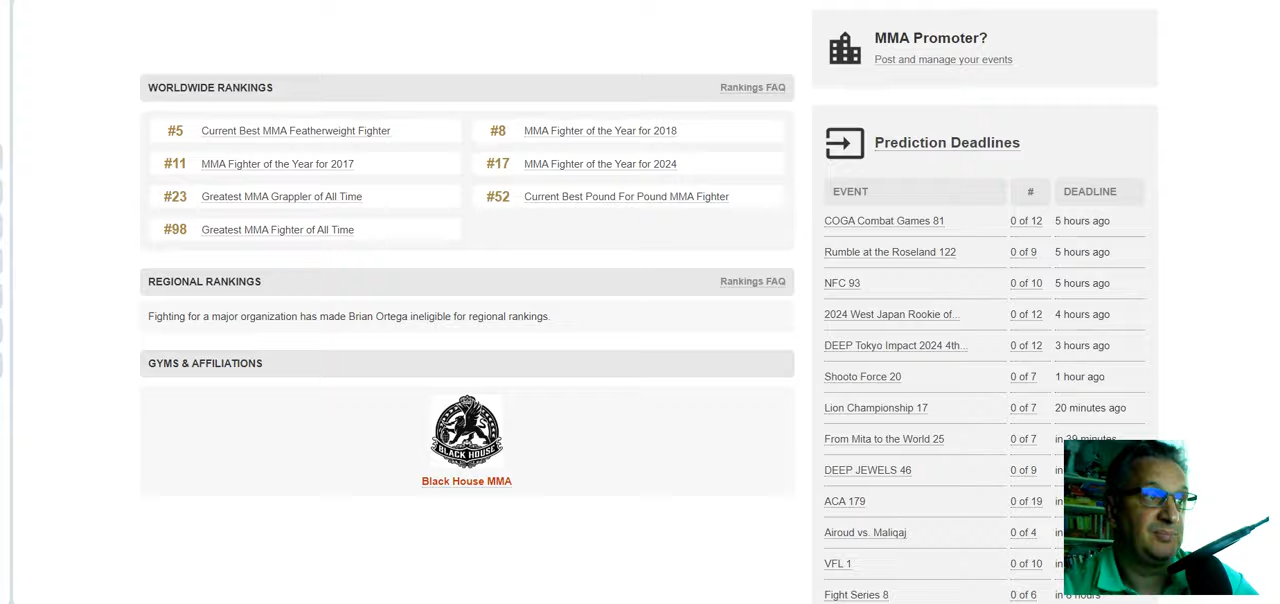 MMA Promoter?
Post and manage your events
WORLDWIDE RANKINGS Rankings FAQ
#5 Current Best MMA Featherweight Fighter #8 MMA Fighter of the Year for 2018
#11 MMA Fighter of the Year for 2017 #17 MMA Fighter of the Year for 2024
#23 Greatest MMA Grappler of All Time #52 Current Best Pound For Pound MMA Fighter
#98 Greatest MMA Fighter of All Time
REGIONAL RANKINGS Rankings FAQ
Fighting for a major organization has made Brian Ortega ineligible for regional rankings.
GYMS & AFFILIATIONS
BLACK HOUSE
Black House MMA
Prediction Deadlines
EVENT # DEADLINE
COGA Combat Games 81 0 of 12 5 hours ago
Rumble at the Roseland 122 0 of 9 5 hours ago
NFC 93 0 of 10 5 hours ago
2024 West Japan Rookie of... 0 of 12 4 hours ago
DEEP Tokyo Impact 2024 4th... 0 of 12 3 hours ago
Shooto Force 20 0 of 7 1 hour ago
Lion Championship 17 0 of 7 20 minutes ago
From Mita to the World 25 0 of 7 in 39 minutes
DEEP JEWELS 46 0 of 9 in
ACA 179 0 of 19 in
Airoud vs. Maliqaj 0 of 4 in
VFL 1 0 of 10 in
Fight Series 8 0 of 6 in 6 hours